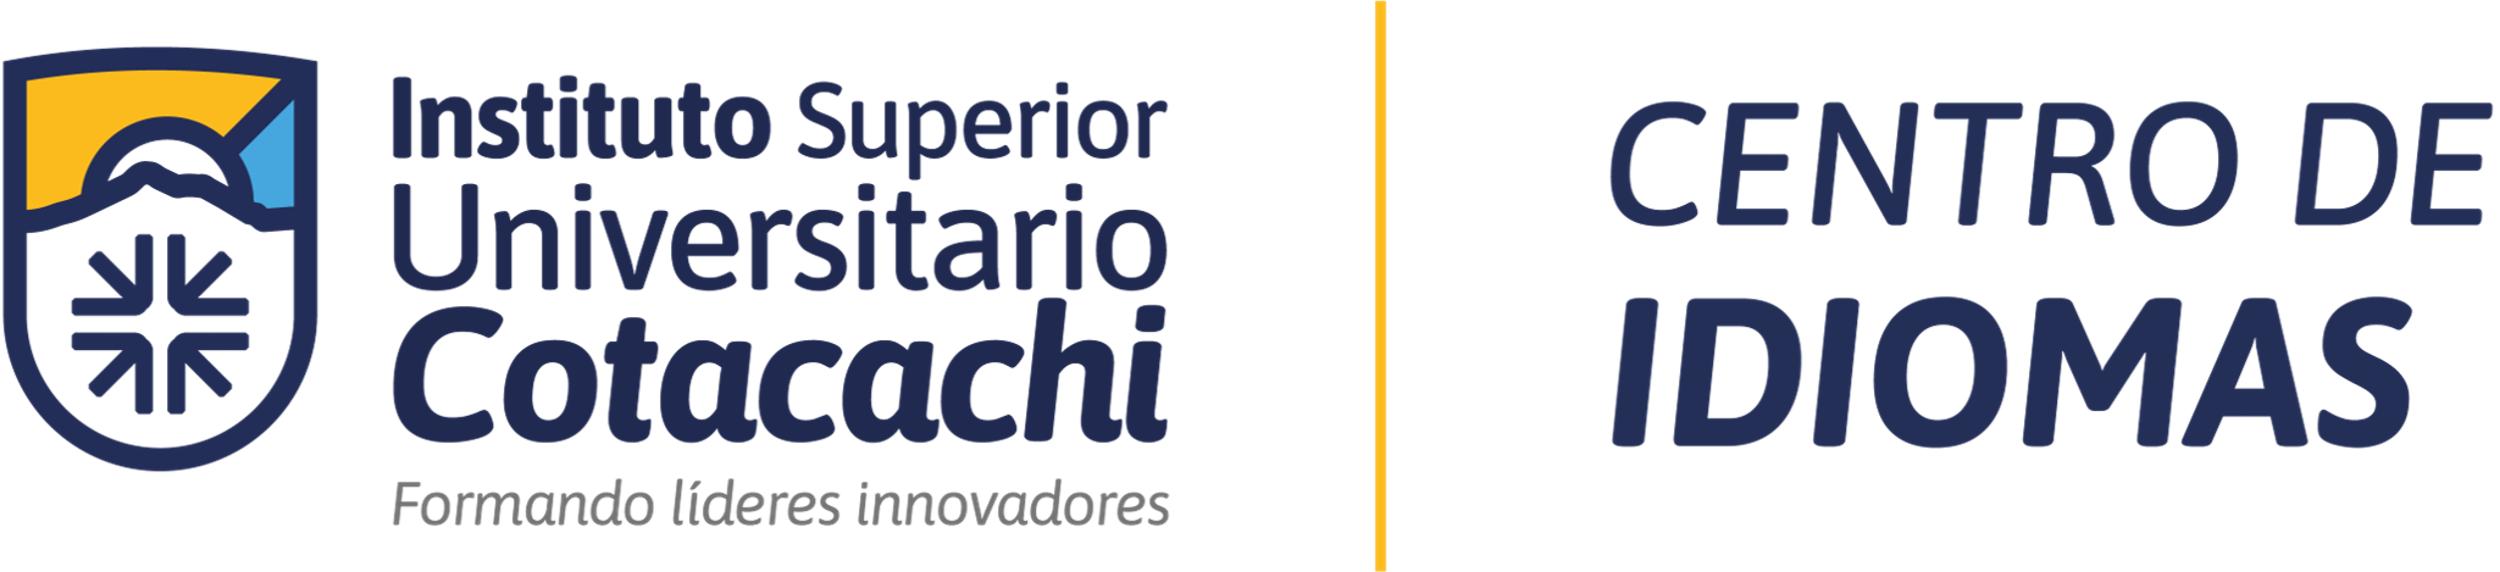 Instituto Superior
Universitario
Cotacachi
Formando líderes innovadores
CENTRO DE
IDIOMAS